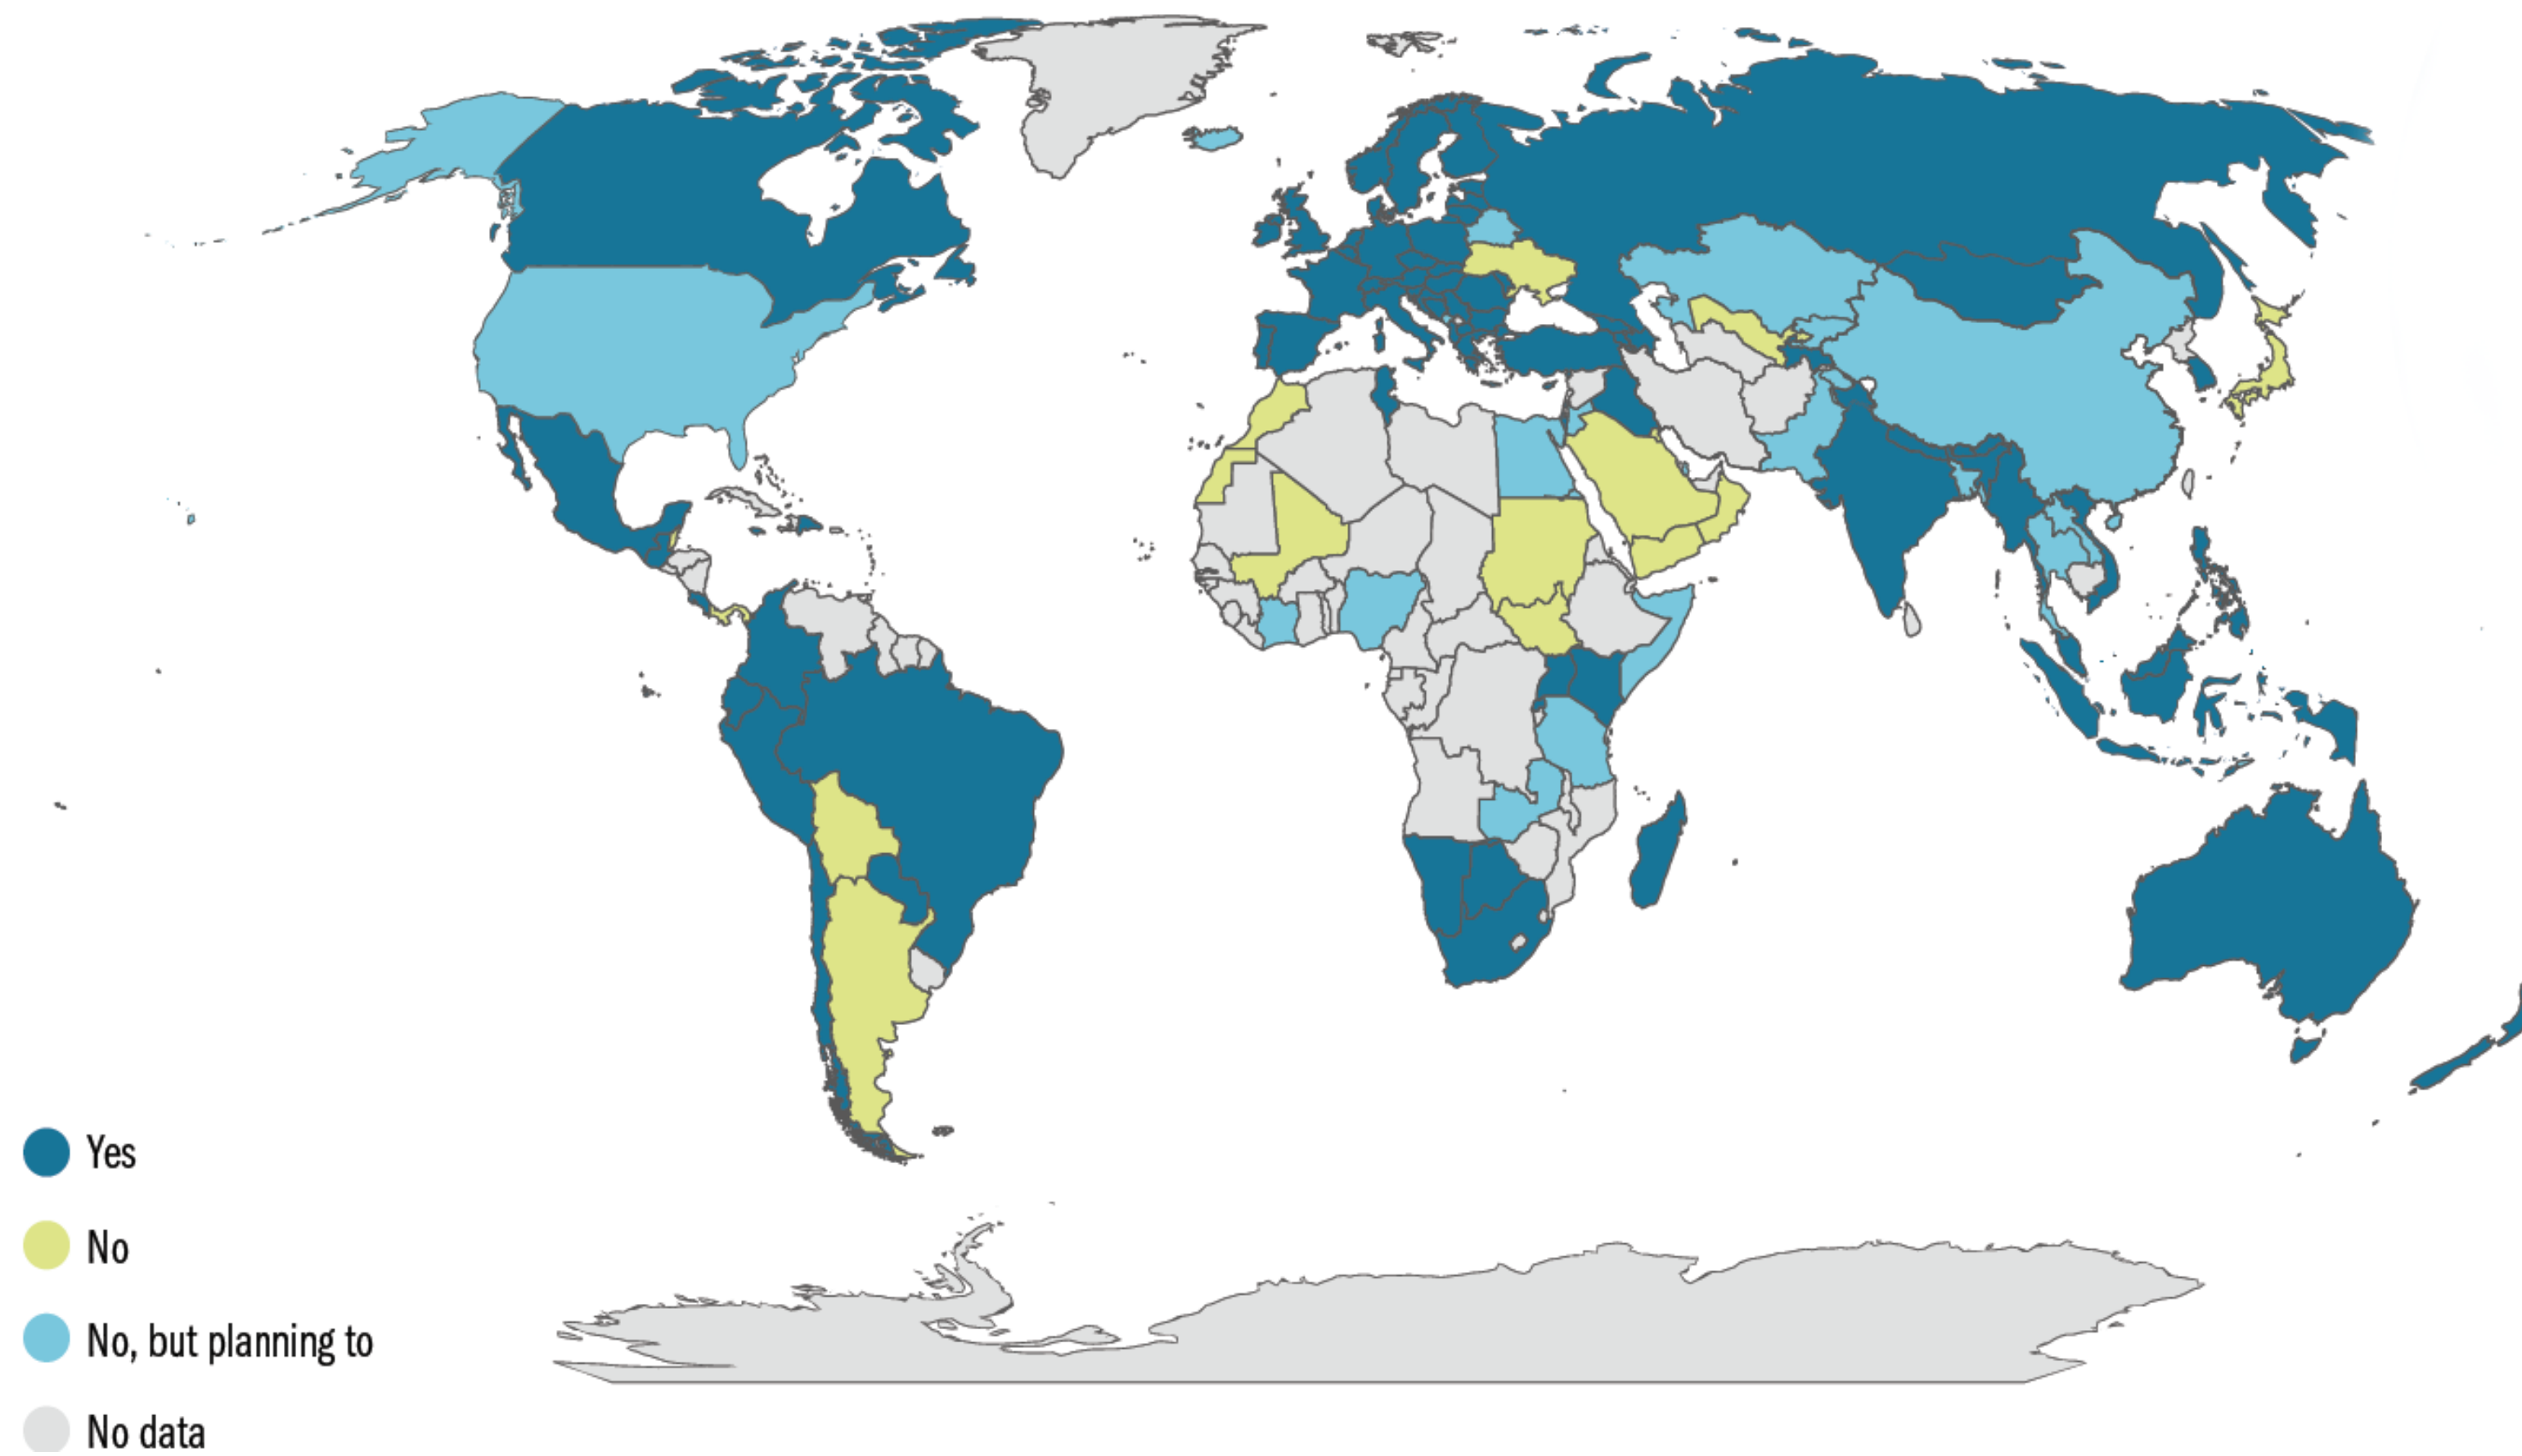 Yes
No
No, but planning to
No data